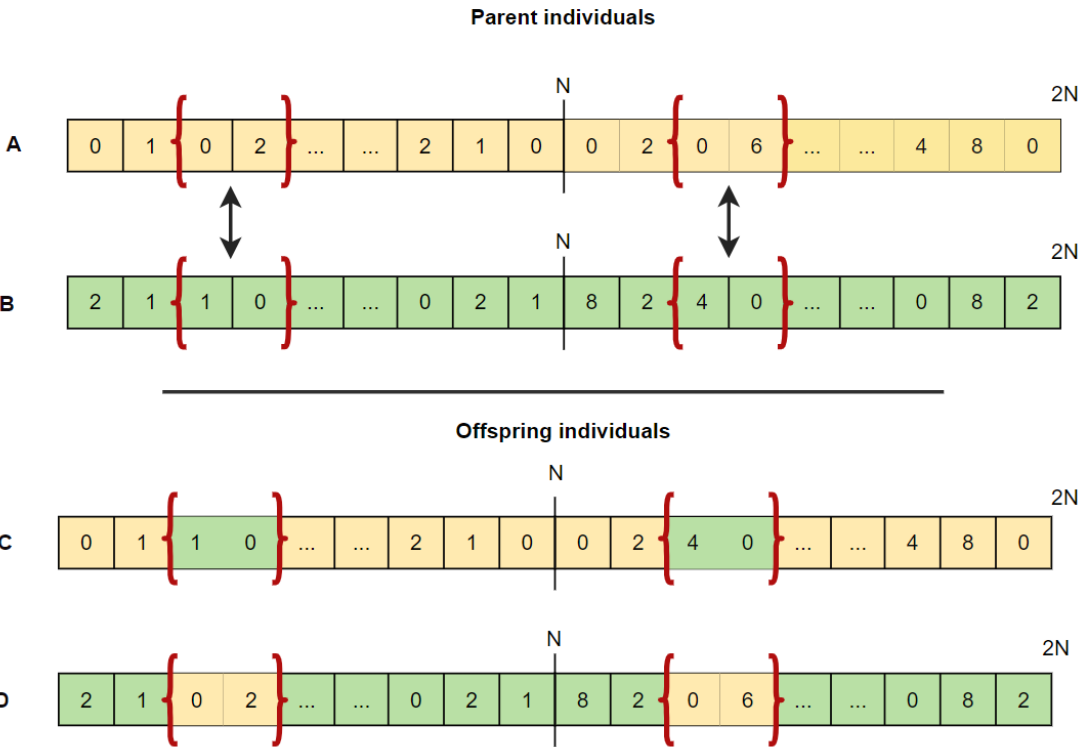 Parent individuals
N
2N
A 0 1 { 0 2 } ... ... 2 1 0 0 2 { 0 6 } ... ... 4 8 0
N
2N
B 2 1 { 1 0 } ... ... 0 2 1 8 2 { 4 0 } ... ... 0 8 2
Offspring individuals
N
2N
C 0 1 { 1 0 } ... ... 2 1 0 0 2 { 4 0 } ... ... 4 8 0
N
2N
D 2 1 { 0 2 } ... ... 0 2 1 8 2 { 0 6 } ... ... 0 8 2